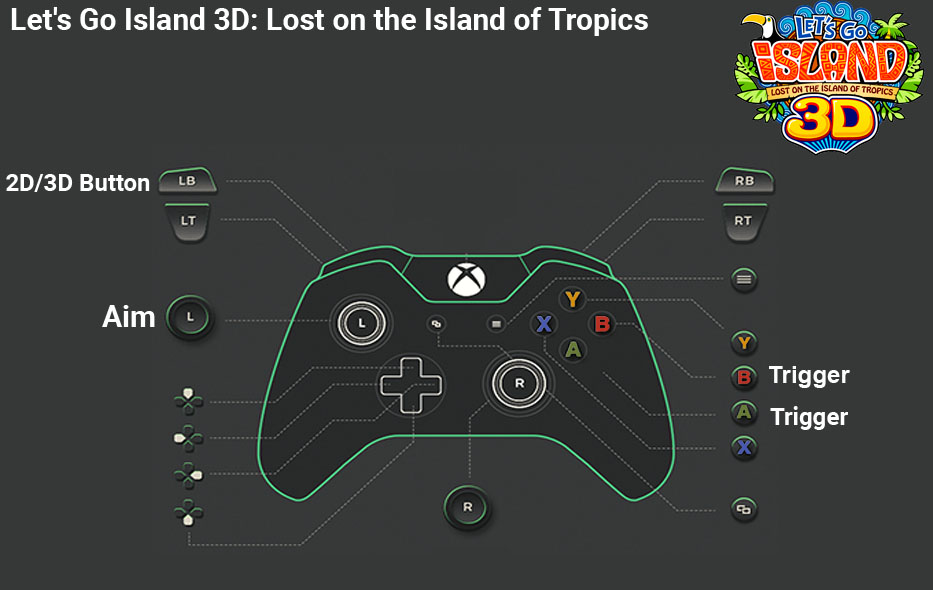 Let's Go Island 3D: Lost on the Island of Tropics
LET'S GO
ISLAND
LOST ON THE ISLAND OF TROPICS
3D
2D/3D Button
LB
RB
LT
RT
Y
Aim
L
L
X
B
Y
A
B
Trigger
R
A
Trigger
X
R